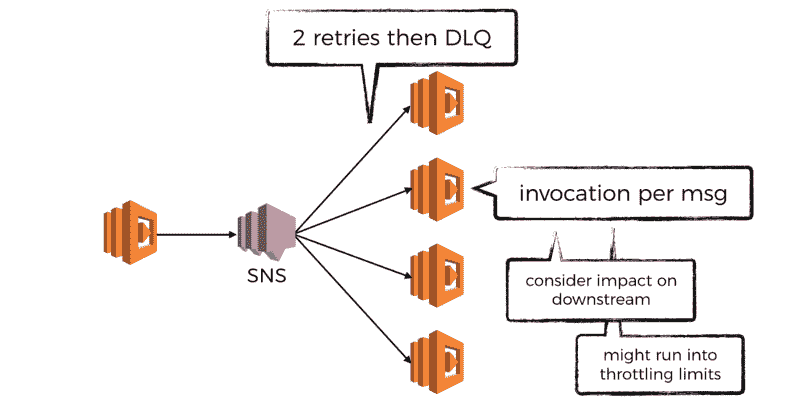 2 retries then DLQ
invocation per msg
SNS
consider impact on
downstream
might run into
throttling limits